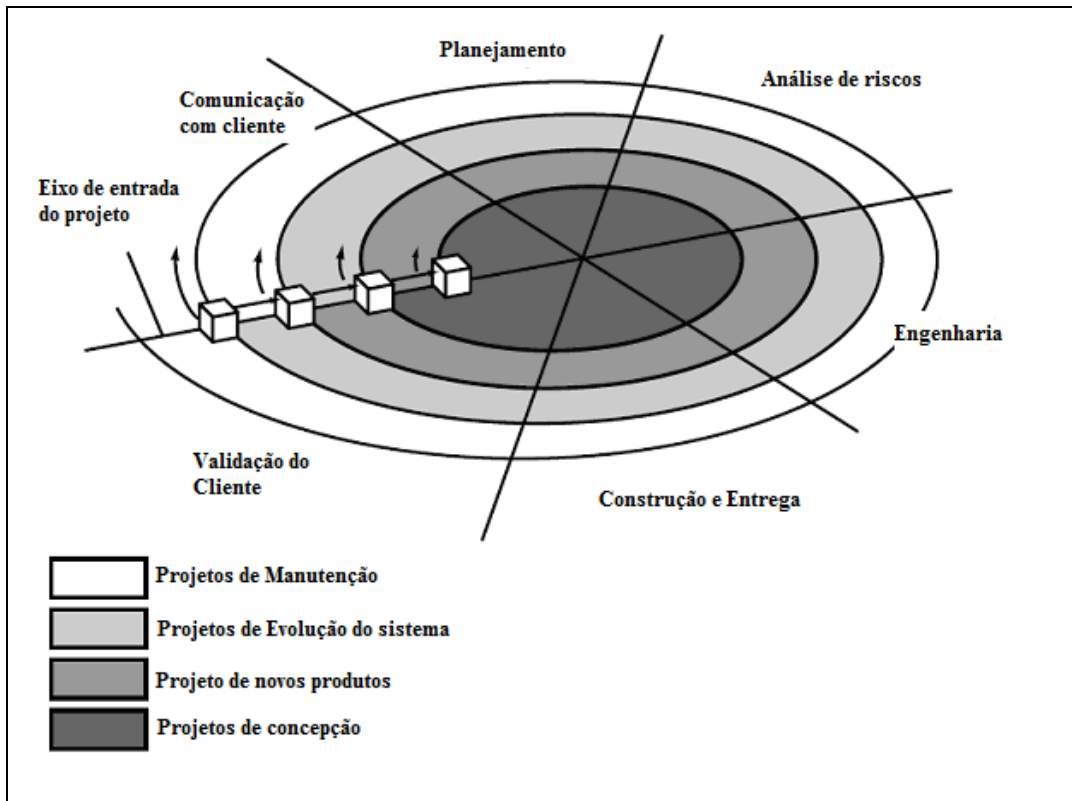 Planejamento
Análise de riscos
Comunicação
com cliente
Eixo de entrada
do projeto
Engenharia
Validação do
Cliente
Construção e Entrega
Projetos de Manutenção
Projetos de Evolução do sistema
Projeto de novos produtos
Projetos de concepção